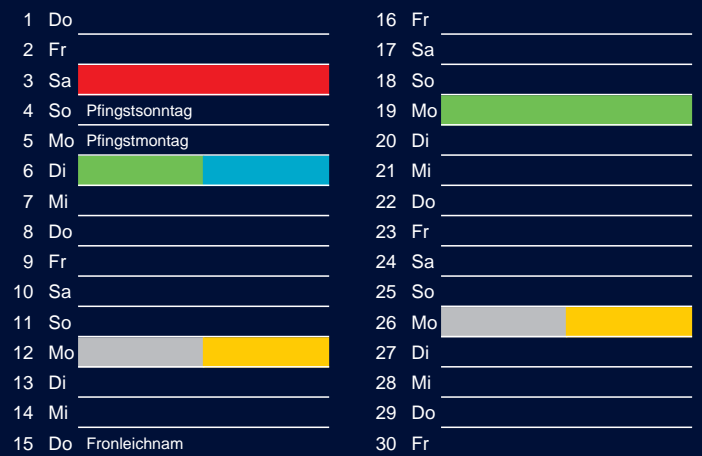 1 Do
2 Fr
3 Sa
4 So Pfingstsonntag
5 Mo Pfingstmontag
6 Di
7 Mi
8 Do
9 Fr
10 Sa
11 So
12 Mo
13 Di
14 Mi
15 Do Fronleichnam
16 Fr
17 Sa
18 So
19 Mo
20 Di
21 Mi
22 Do
23 Fr
24 Sa
25 So
26 Mo
27 Di
28 Mi
29 Do
30 Fr